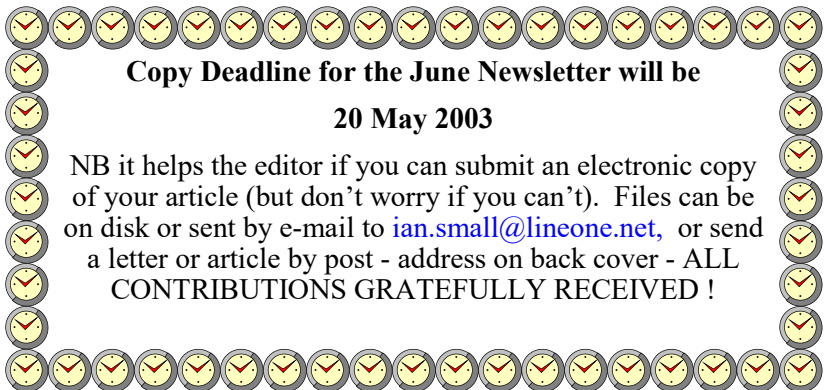 Copy Deadline for the June Newsletter will be
20 May 2003
NB it helps the editor if you can submit an electronic copy
of your article (but don’t worry if you can’t).  Files can be
on disk or sent by e-mail to ian.small@lineone.net,  or send
a letter or article by post - address on back cover - ALL
CONTRIBUTIONS GRATEFULLY RECEIVED !